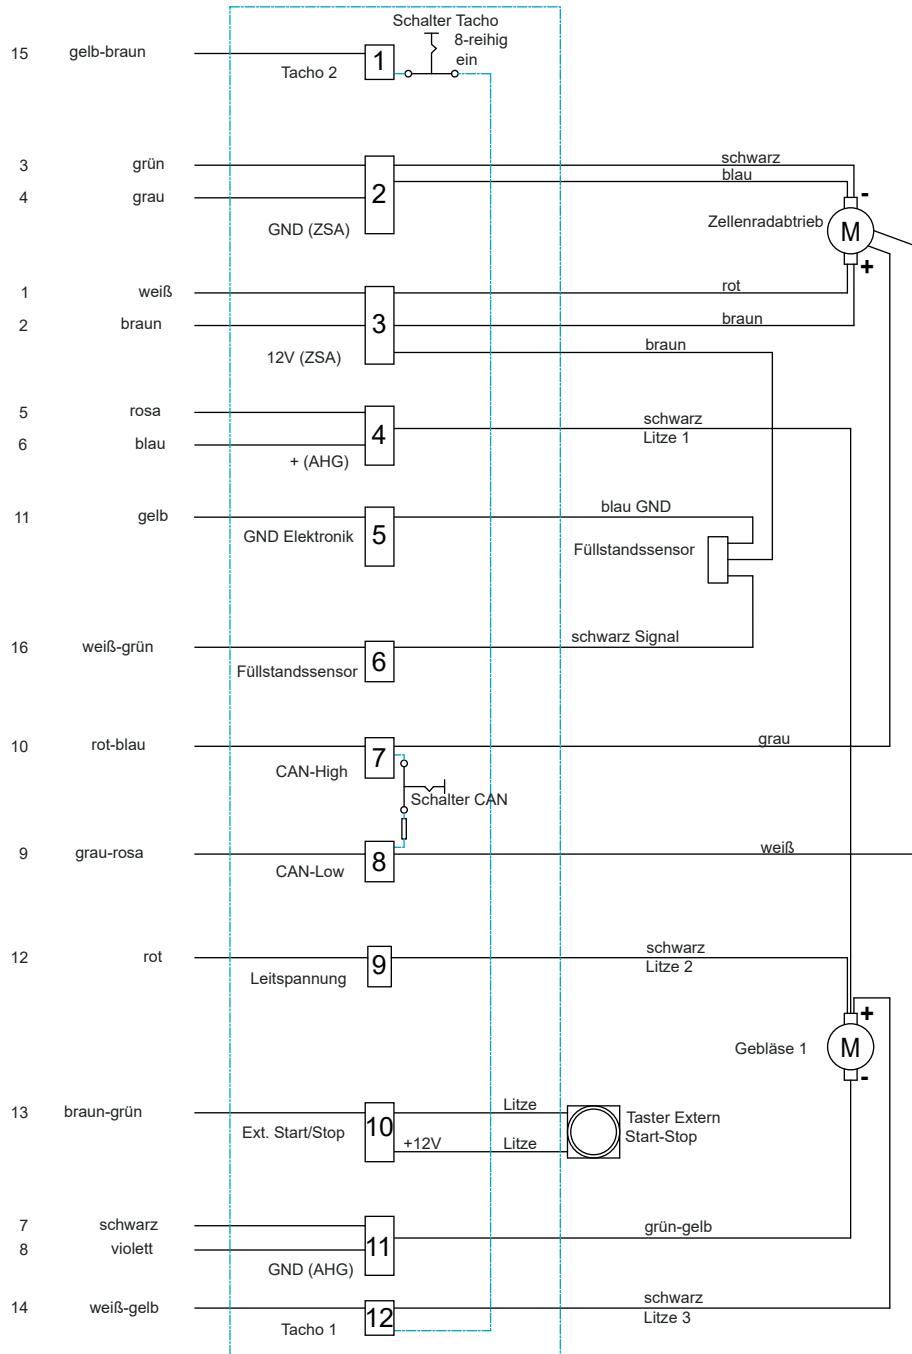 Schalter Tacho
8-reihig
ein
15 gelb-braun
1
Tacho 2
3 grün
schwarz
blau
4 grau
2
GND (ZSA)
-
Zellenradabtrieb
M
+
1 weiß
rot
2 braun
3
braun
12V (ZSA)
braun
5 rosa
schwarz
Litze 1
6 blau
4
+ (AHG)
11 gelb
blau GND
GND Elektronik
5
Füllstandssensor
16 weiß-grün
schwarz Signal
6
Füllstandssensor
10 rot-blau
grau
7
CAN-High
Schalter CAN
9 grau-rosa
weiß
8
CAN-Low
12 rot
schwarz
Litze 2
9
Leitspannung
+
Gebläse 1
M
-
13 braun-grün
Litze
Taster Extern
Start-Stop
Ext. Start/Stop
10
+12V
Litze
7 schwarz
grün-gelb
8 violett
11
GND (AHG)
14 weiß-gelb
schwarz
Litze 3
12
Tacho 1